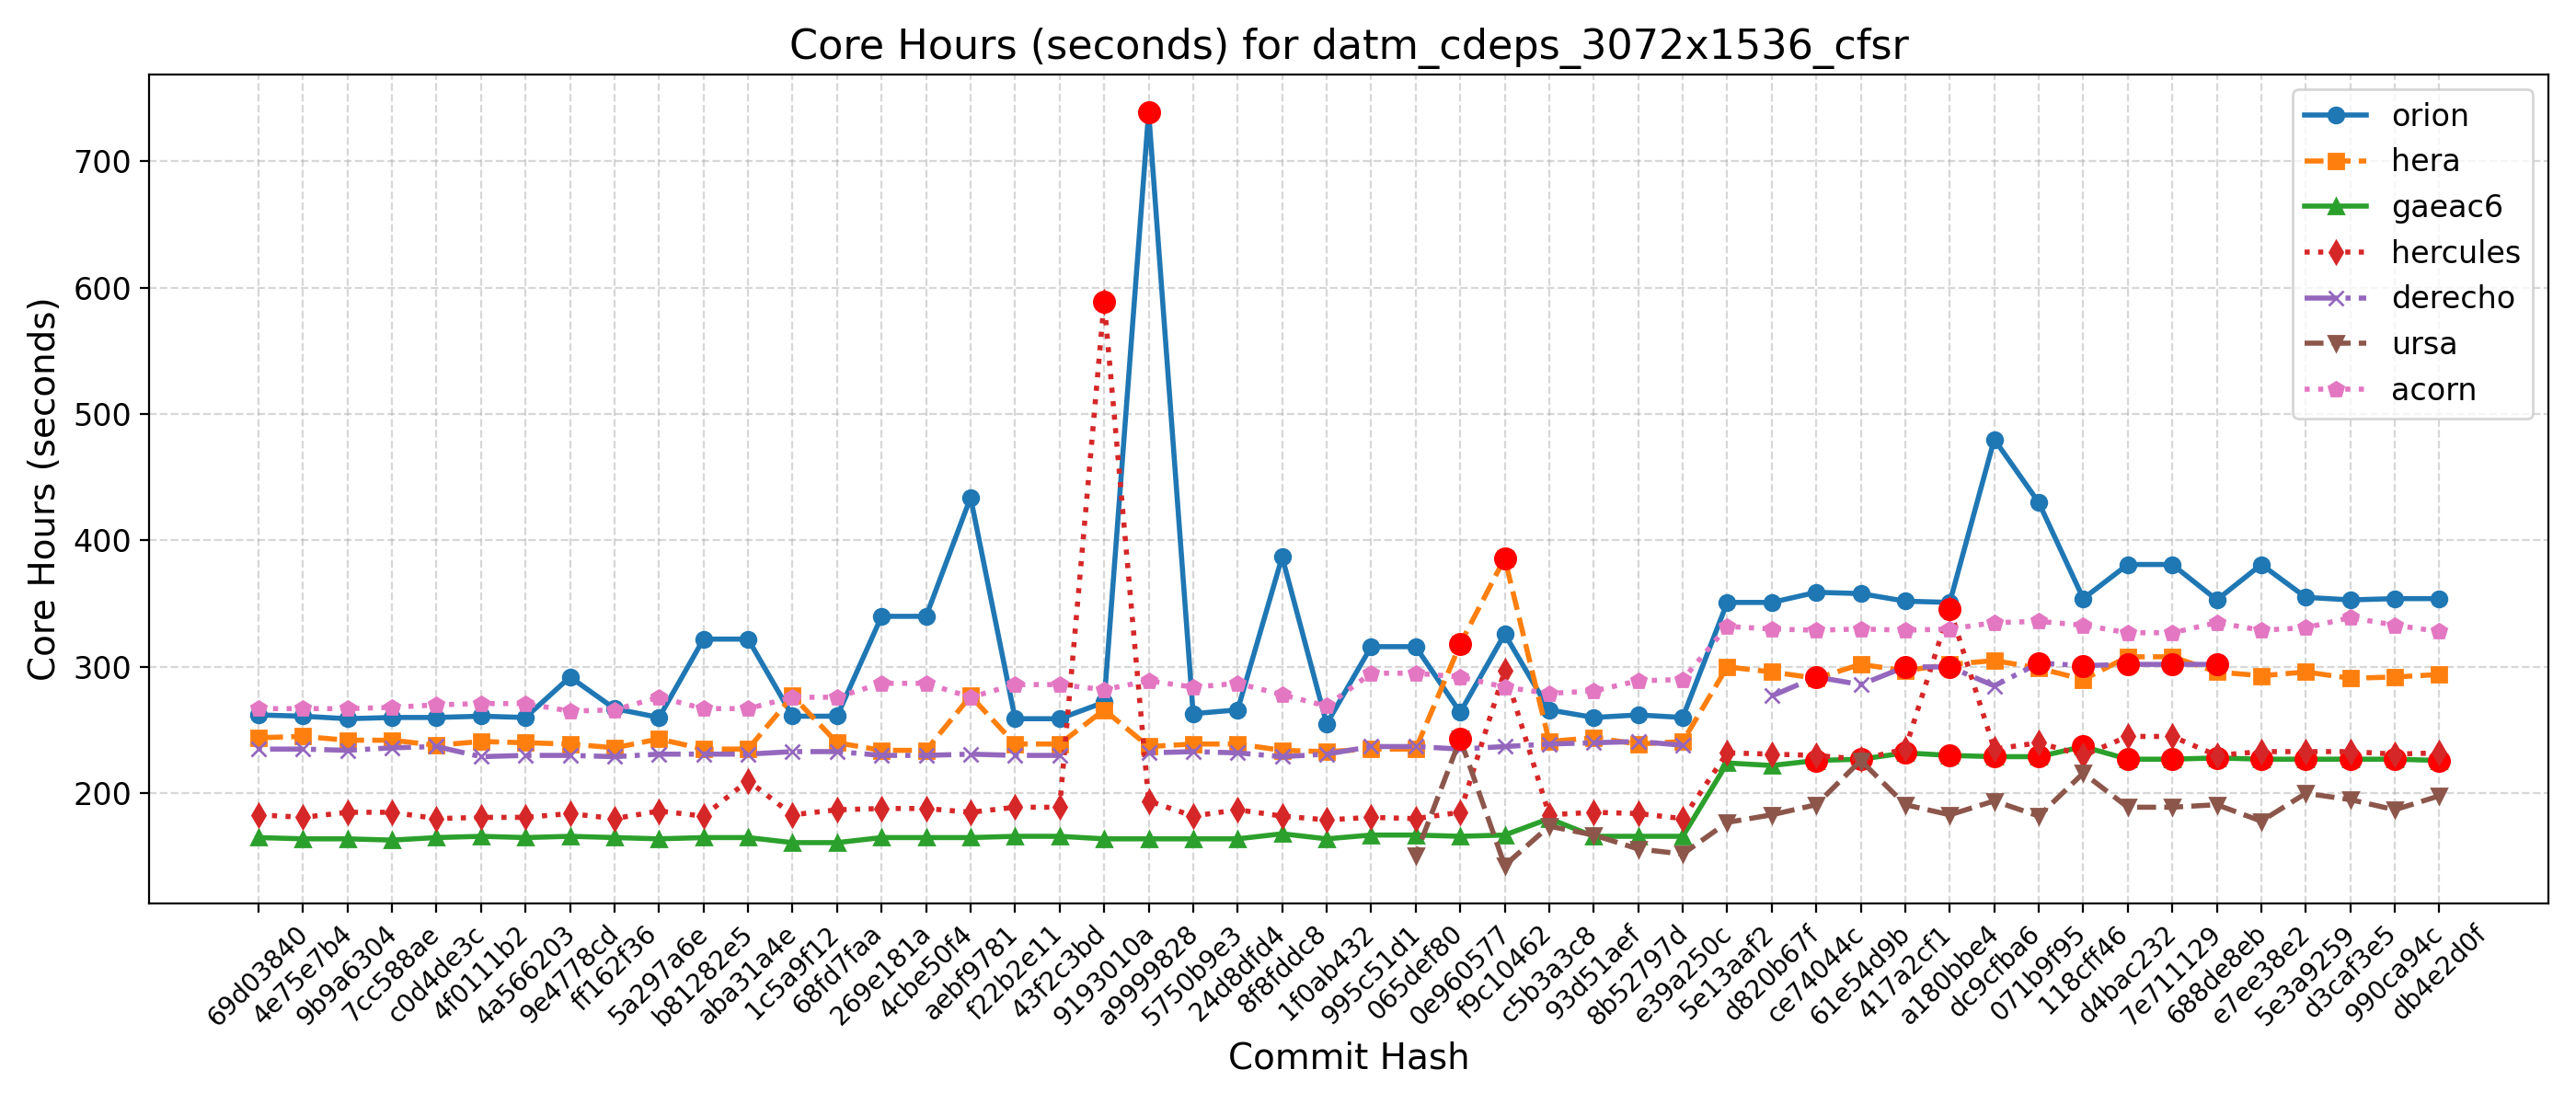 Core Hours (seconds) for datm_cdeps_3072x1536_cfsr
Core Hours (seconds)
700
600
500
400
300
200
orion
hera
gaeac6
hercules
derecho
ursa
acorn
69d03840
4e75e7b4
9b9a6304
7cc588ae
c0d4de3c
4f0111b2
4a566203
9e4778cd
ff162f36
5a297a6e
b81282e5
aba31a4e
1c5a9f12
68fd7faa
269e181a
4cbe50f4
aebf9781
f22b2e11
43f2c3bd
9193010a
a9999828
5750b9e3
24d8dfd4
8f8fddc8
1f0ab432
995c51d1
065def80
0e960577
f9c10462
c5b3a3c8
93d51aef
8b52797d
e39a250c
5e13aaf2
d820b67f
ce74044c
61e54d9b
417a2cf1
a180bbe4
dc9cfba6
071b9f95
118cff46
d4bac232
7e711129
688de8eb
e7ee38e2
5e3a9259
d3caf3e5
990ca94c
db4e2d0f
Commit Hash